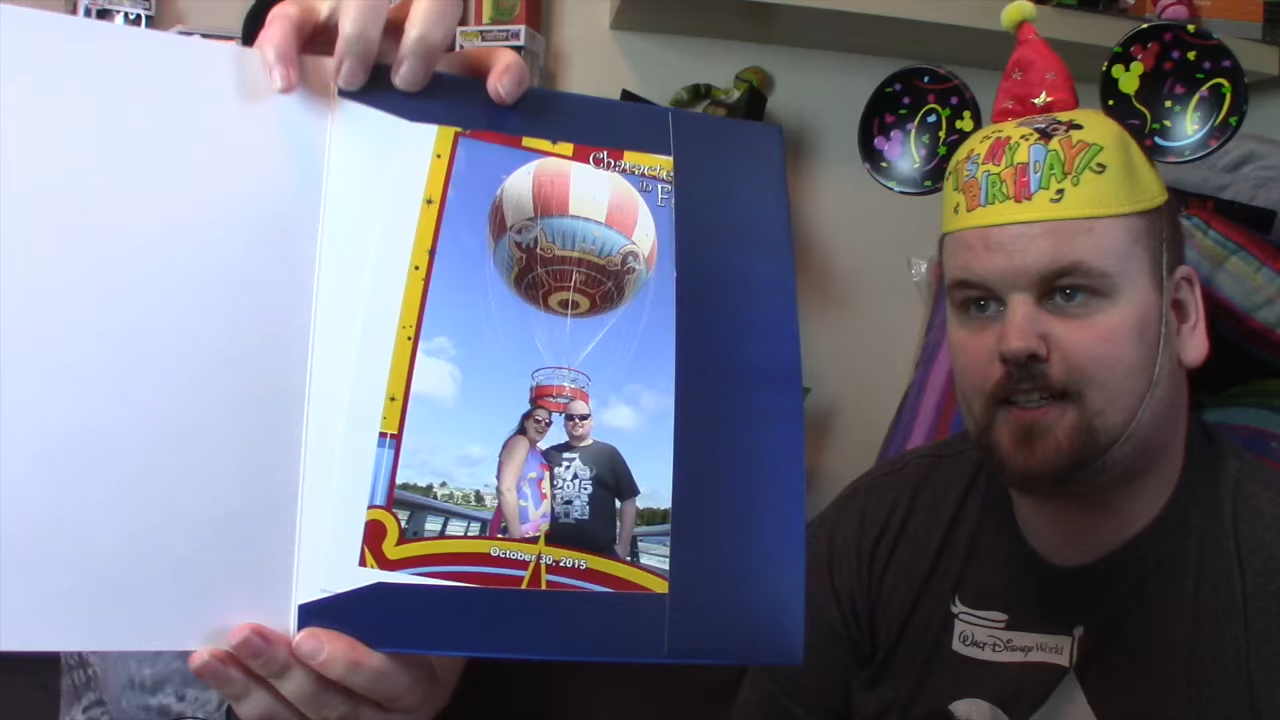 Characte
in F
2015
October 30, 2015
IT'S MY
BIRTHDAY!
WALT DISNEY World